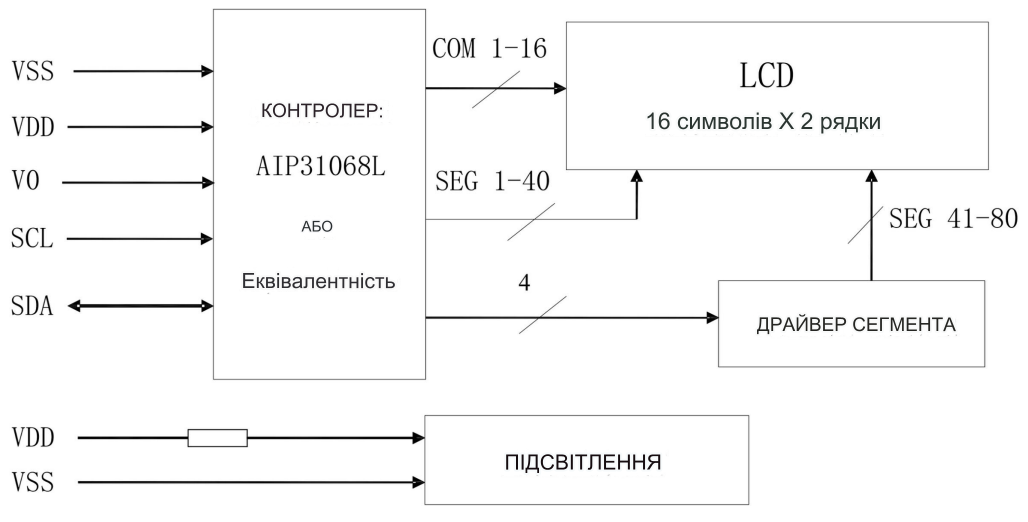 VSS
VDD
V0
SCL
SDA
КОНТРОЛЕР:
AIP31068L
АБО
Еквівалентність
COM 1-16
SEG 1-40
4
LCD
16 символів X 2 рядки
SEG 41-80
ДРАЙВЕР СЕГМЕНТА
VDD
VSS
ПІДСВІТЛЕННЯ